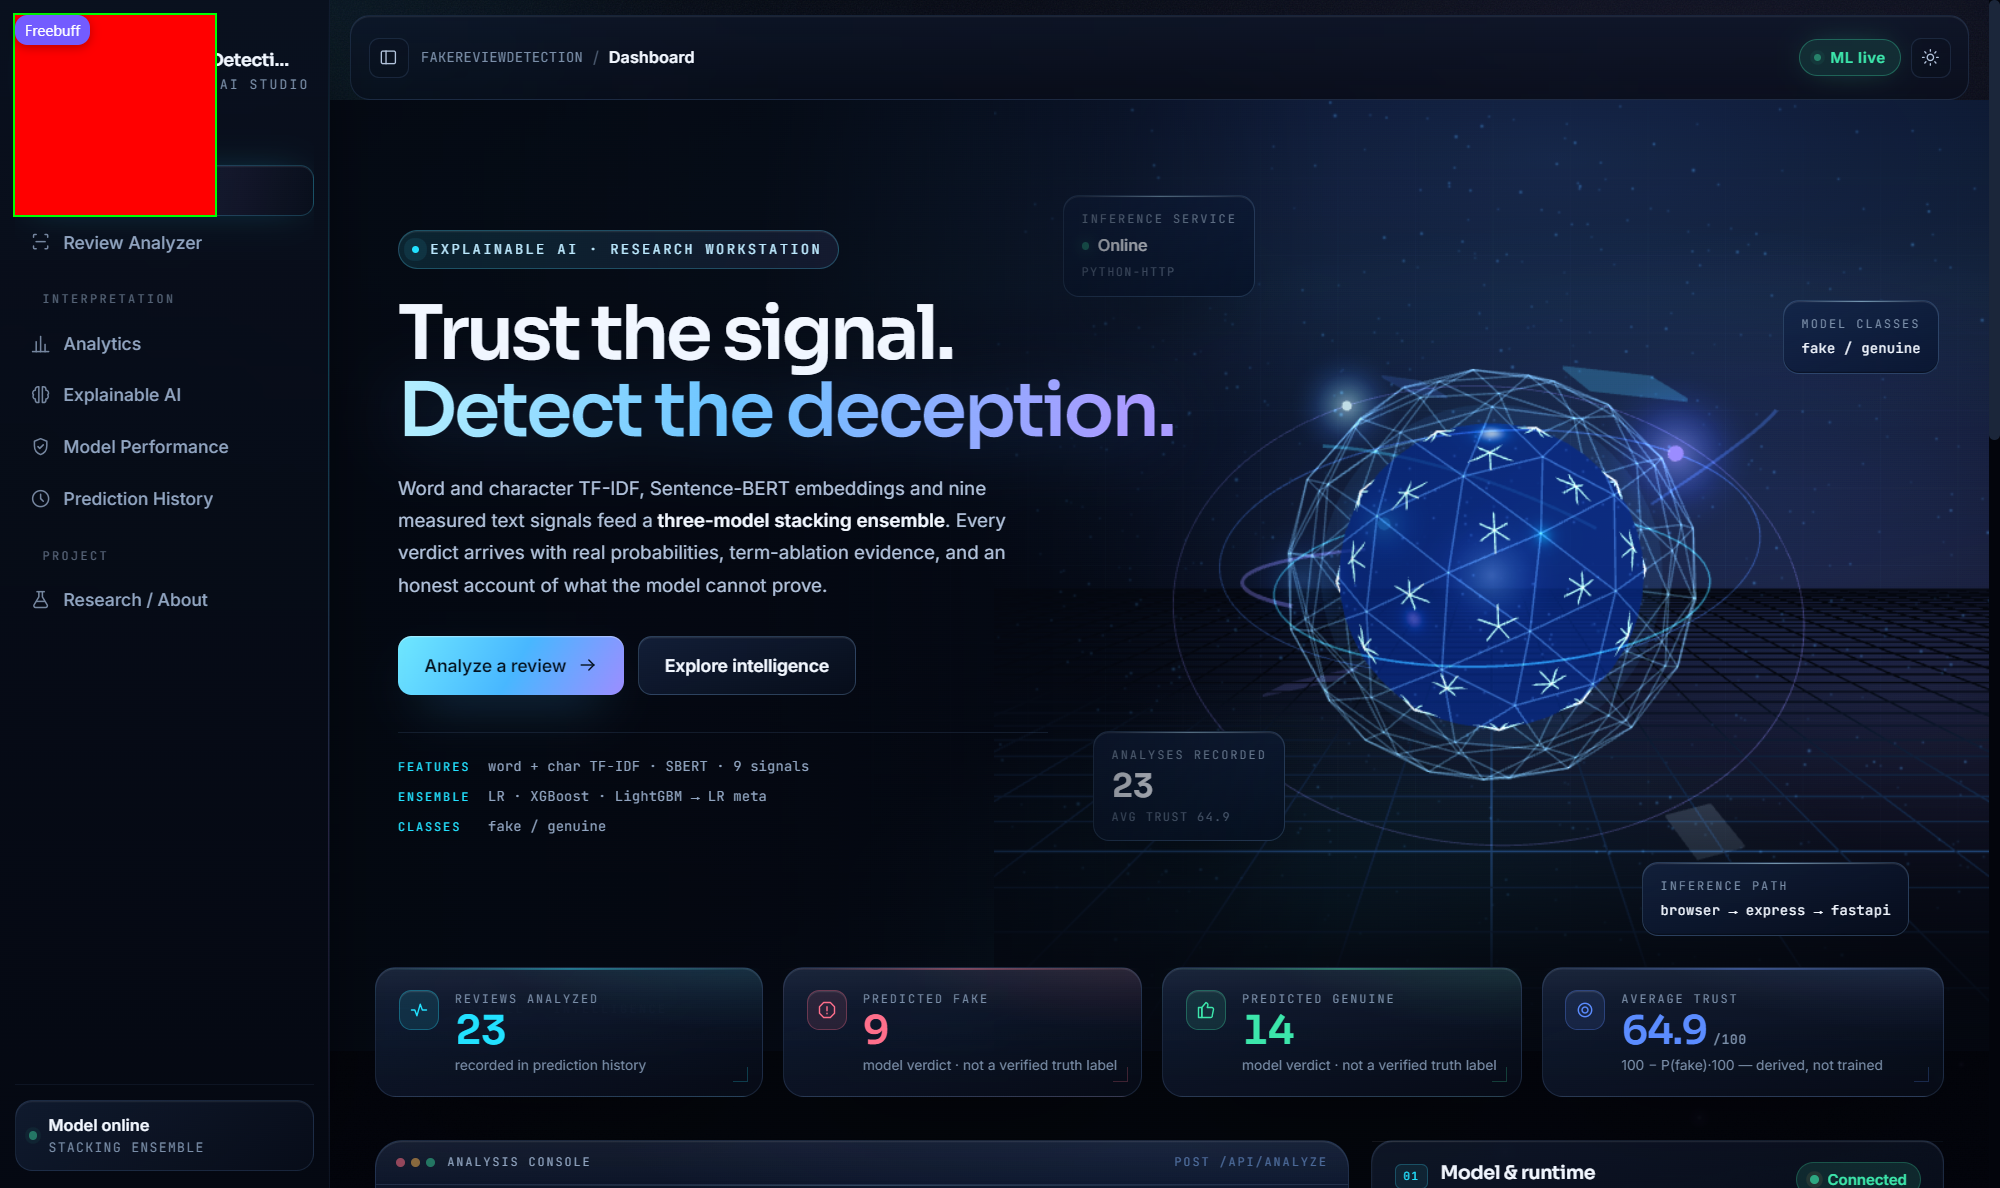 Freebuff
Detecti...
AI STUDIO
Review Analyzer
INTERPRETATION
Analytics
Explainable AI
Model Performance
Prediction History
PROJECT
Research / About
Model online
STACKING ENSEMBLE
FAKEREVIEWDETECTION / Dashboard
ML live
EXPLAINABLE AI · RESEARCH WORKSTATION
Trust the signal.
Detect the deception.
Word and character TF-IDF, Sentence-BERT embeddings and nine
measured text signals feed a three-model stacking ensemble. Every
verdict arrives with real probabilities, term-ablation evidence, and an
honest account of what the model cannot prove.
Analyze a review →
Explore intelligence
FEATURES word + char TF-IDF · SBERT · 9 signals
ENSEMBLE LR · XGBoost · LightGBM → LR meta
CLASSES fake / genuine
INFERENCE SERVICE
Online
PYTHON-HTTP
MODEL CLASSES
fake / genuine
ANALYSES RECORDED
23
AVG TRUST 64.9
INFERENCE PATH
browser → express → fastapi
REVIEWS ANALYZED
23
recorded in prediction history
PREDICTED FAKE
9
model verdict · not a verified truth label
PREDICTED GENUINE
14
model verdict · not a verified truth label
AVERAGE TRUST
64.9 /100
100 − P(fake)·100 — derived, not trained
ANALYSIS CONSOLE
POST /API/ANALYZE
01 Model & runtime
Connected